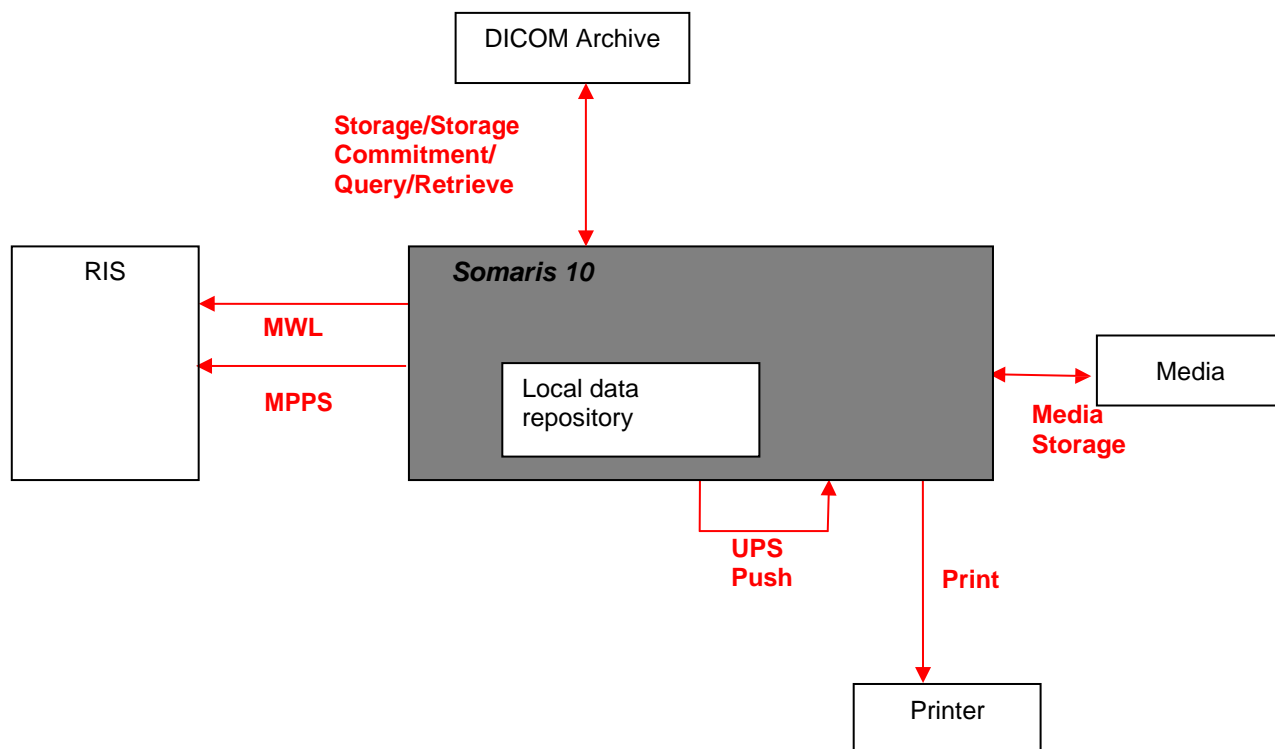 DICOM Archive
Storage/Storage
Commitment/
Query/Retrieve
RIS
Somaris 10
MWL
MPPS
Local data
repository
Media
Media
Storage
UPS
Push
Print
Printer